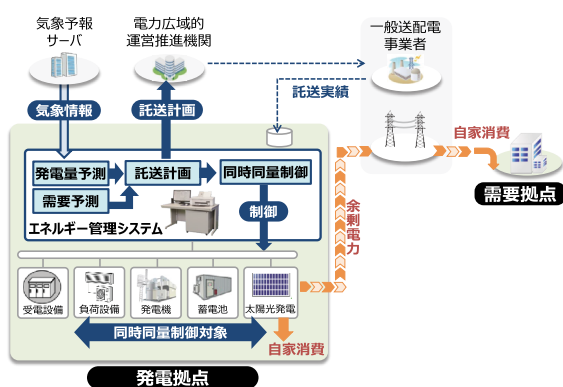 気象予報
サーバ
電力広域的
運営推進機関
一般送配電
事業者
気象情報
託送計画
託送実績
自家消費
需要拠点
発電量予測
託送計画
同時同量制御
需要予測
制御
エネルギー管理システム
余剰電力
受電設備
負荷設備
発電機
蓄電池
太陽光発電
同時同量制御対象
自家消費
発電拠点